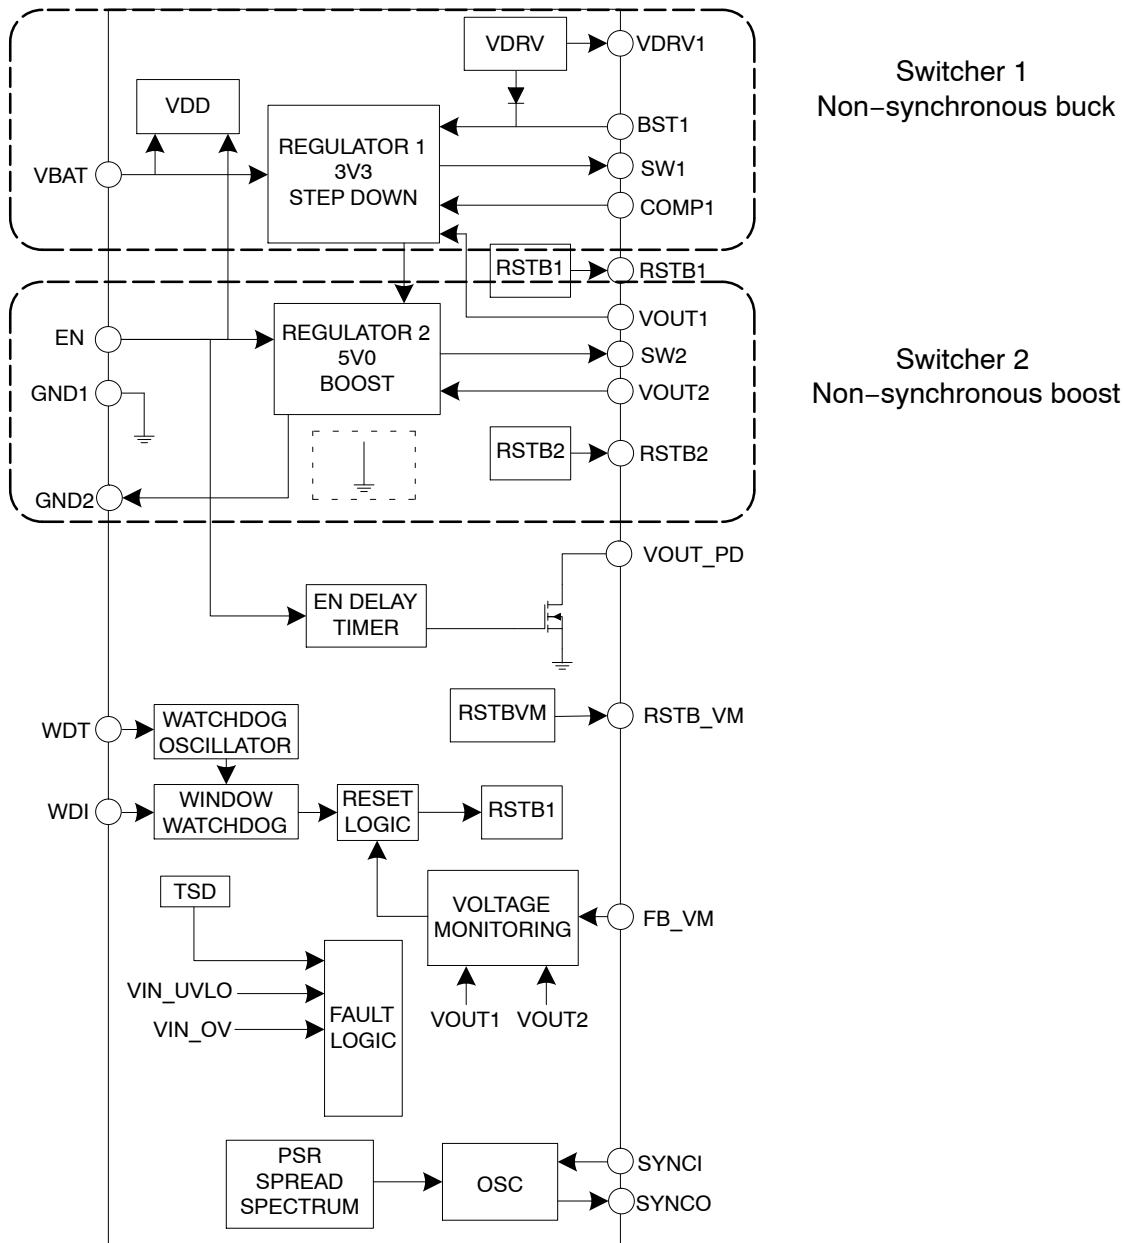 VDRV
VDRV1
Switcher 1
Non−synchronous buck
VDD
BST1
REGULATOR 1
3V3
STEP DOWN
VBAT
SW1
COMP1
RSTB1
RSTB1
REGULATOR 2
5V0
BOOST
VOUT1
EN
SW2
Switcher 2
Non−synchronous boost
GND1
VOUT2
RSTB2
RSTB2
GND2
VOUT_PD
EN DELAY
TIMER
RSTBVM
RSTB_VM
WDT
WATCHDOG
OSCILLATOR
WDI
WINDOW
WATCHDOG
RESET
LOGIC
RSTB1
TSD
VOLTAGE
MONITORING
FB_VM
VIN_UVLO
VIN_OV
FAULT
LOGIC
VOUT1
VOUT2
PSR
SPREAD
SPECTRUM
OSC
SYNCI
SYNCO